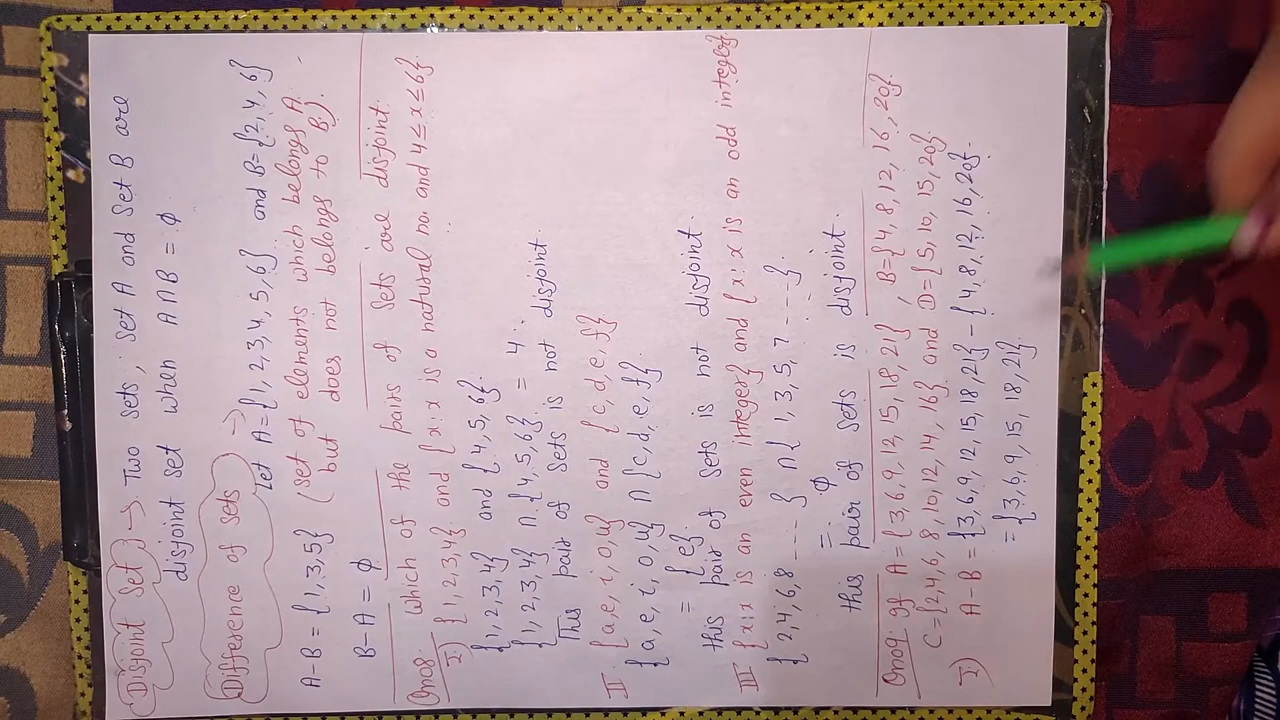 Disjoint Set → Two sets, Set A and Set B are
disjoint set when A ∩ B = φ
Difference of Sets →
Let A = {1, 2, 3, 4, 5, 6} and B = {2, 4, 6}
A-B = {1,3,5} (set of elements which belongs A
but does not belongs to B).
B-A = φ
Qno8. Which of the pairs of Sets are disjoint.
I) {1,2,3,4} and {x:x is a natural no. and 4≤x≤6}.
{1,2,3,4} and {4,5,6}.
{1,2,3,4} ∩ {4,5,6} = 4.
This pair of Sets is not disjoint.
II {a,e,i,o,u} and {c,d,e,f}.
{a,e,i,o,u} ∩ {c,d,e,f}.
= {e}
this pair of Sets is not disjoint.
III {x:x is an even integer} and {x:x is an odd integer}.
{2,4,6,8 ---- } ∩ {1,3,5,7 ----}.
= φ
this pair of sets is disjoint.
Qno9. If A = {3,6,9,12,15,18,21}, B={4,8,12,16,20}.
C={2,4,6,8,10,12,14,16} and D={5,10,15,20}.
I) A-B = {3,6,9,12,15,18,21} - {4,8,12,16,20}.
= {3,6,9,15,18,21}.